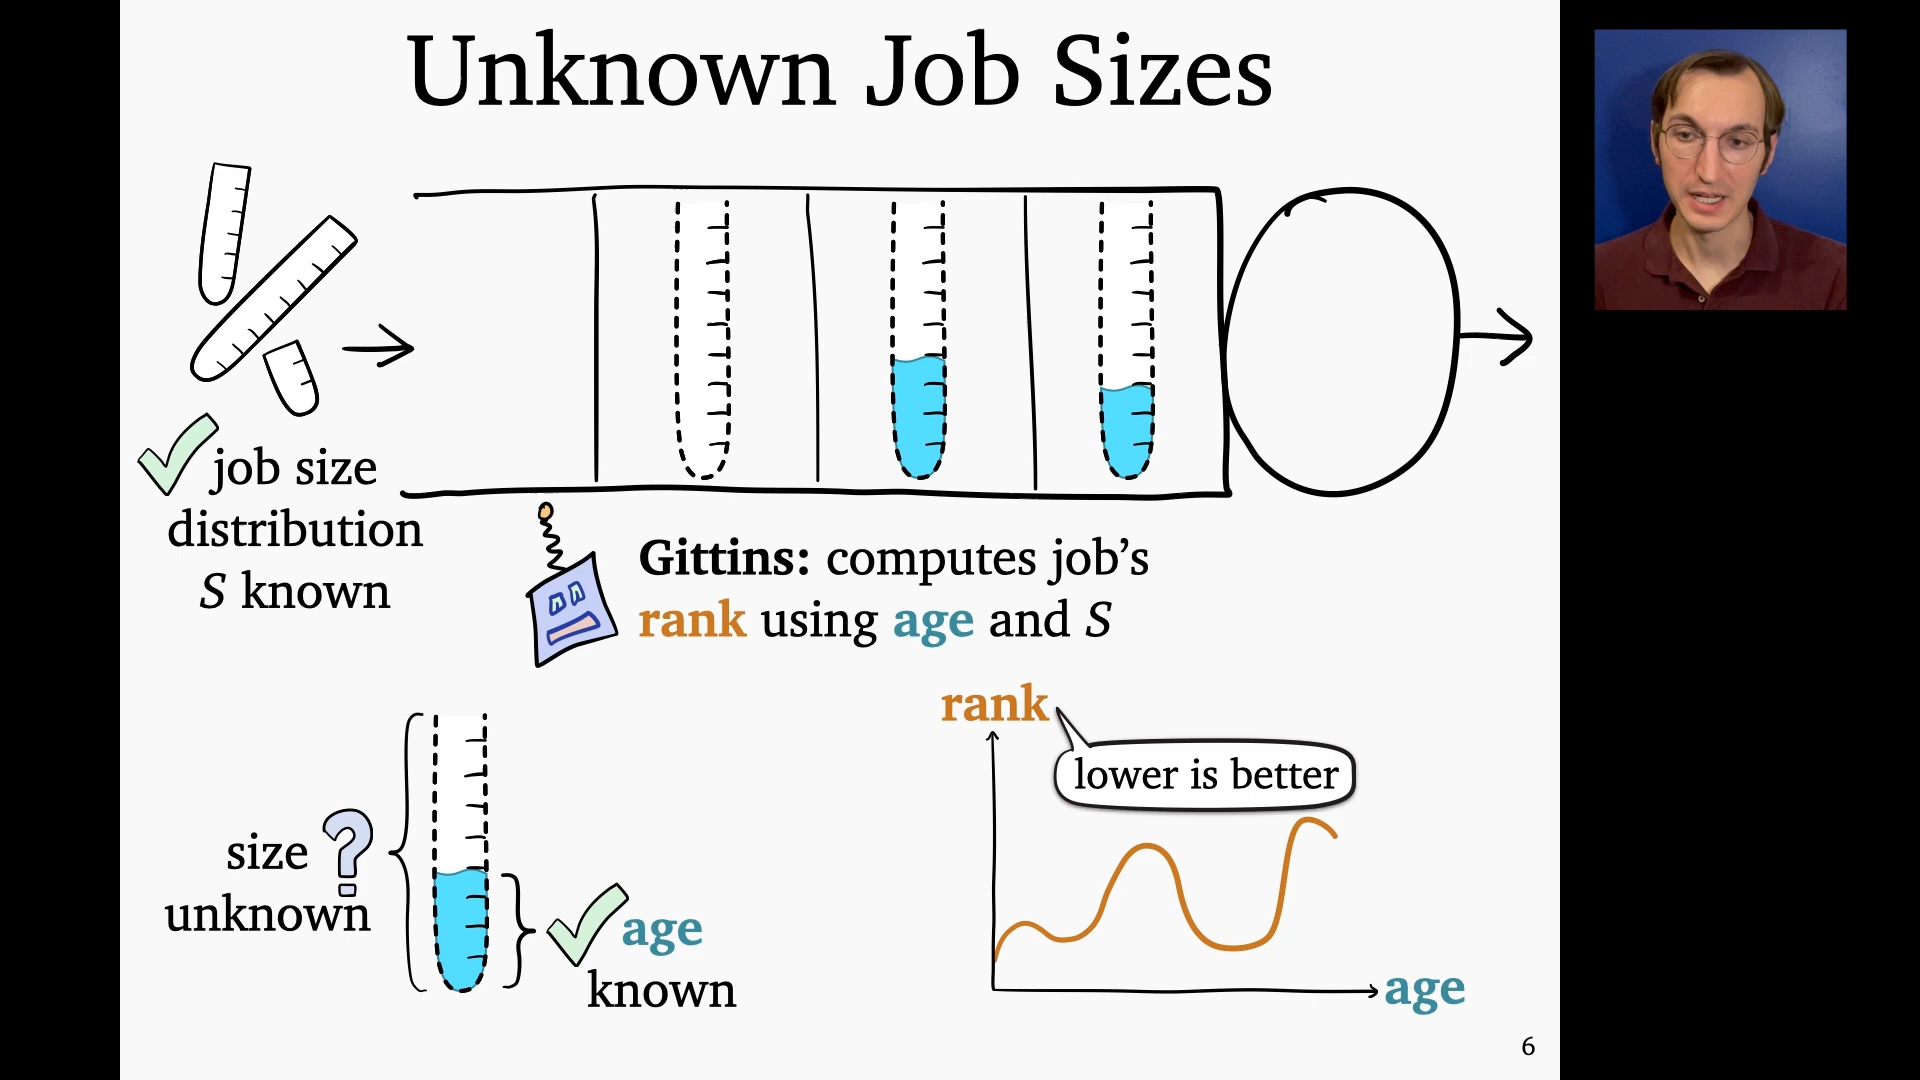 Unknown Job Sizes
job size
distribution
S known
Gittins: computes job's
rank using age and S
size
unknown
?
age
known
rank
lower is better
age
6